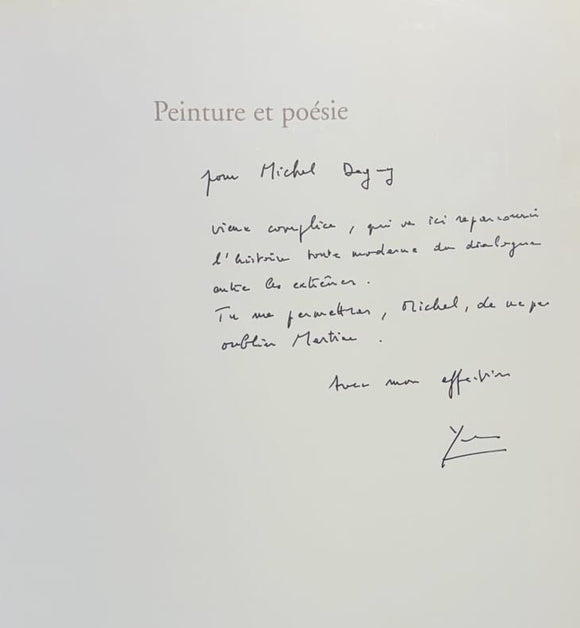 Peinture et poésie
pour Michel Deguy
vieux complice, qui va ici reparcourir
l'histoire toute moderne du dialogue
entre les extrêmes.
Tu me permettras, Michel, de ne pas
oublier Martine.
Avec mon affection
Yves